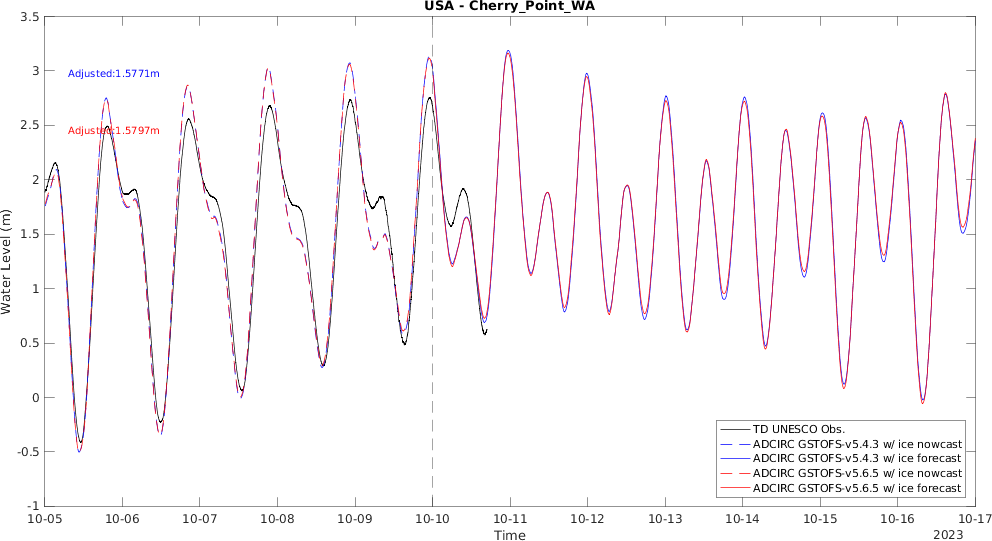 USA - Cherry_Point_WA
3.5
3
2.5
2
1.5
1
0.5
0
-0.5
-1
Water Level (m)
Adjusted:1.5771m
Adjusted:1.5797m
TD UNESCO Obs.
ADCIRC GSTOFS-v5.4.3 w/ ice nowcast
ADCIRC GSTOFS-v5.4.3 w/ ice forecast
ADCIRC GSTOFS-v5.6.5 w/ ice nowcast
ADCIRC GSTOFS-v5.6.5 w/ ice forecast
10-05 10-06 10-07 10-08 10-09 10-10 10-11 10-12 10-13 10-14 10-15 10-16 10-17
Time
2023